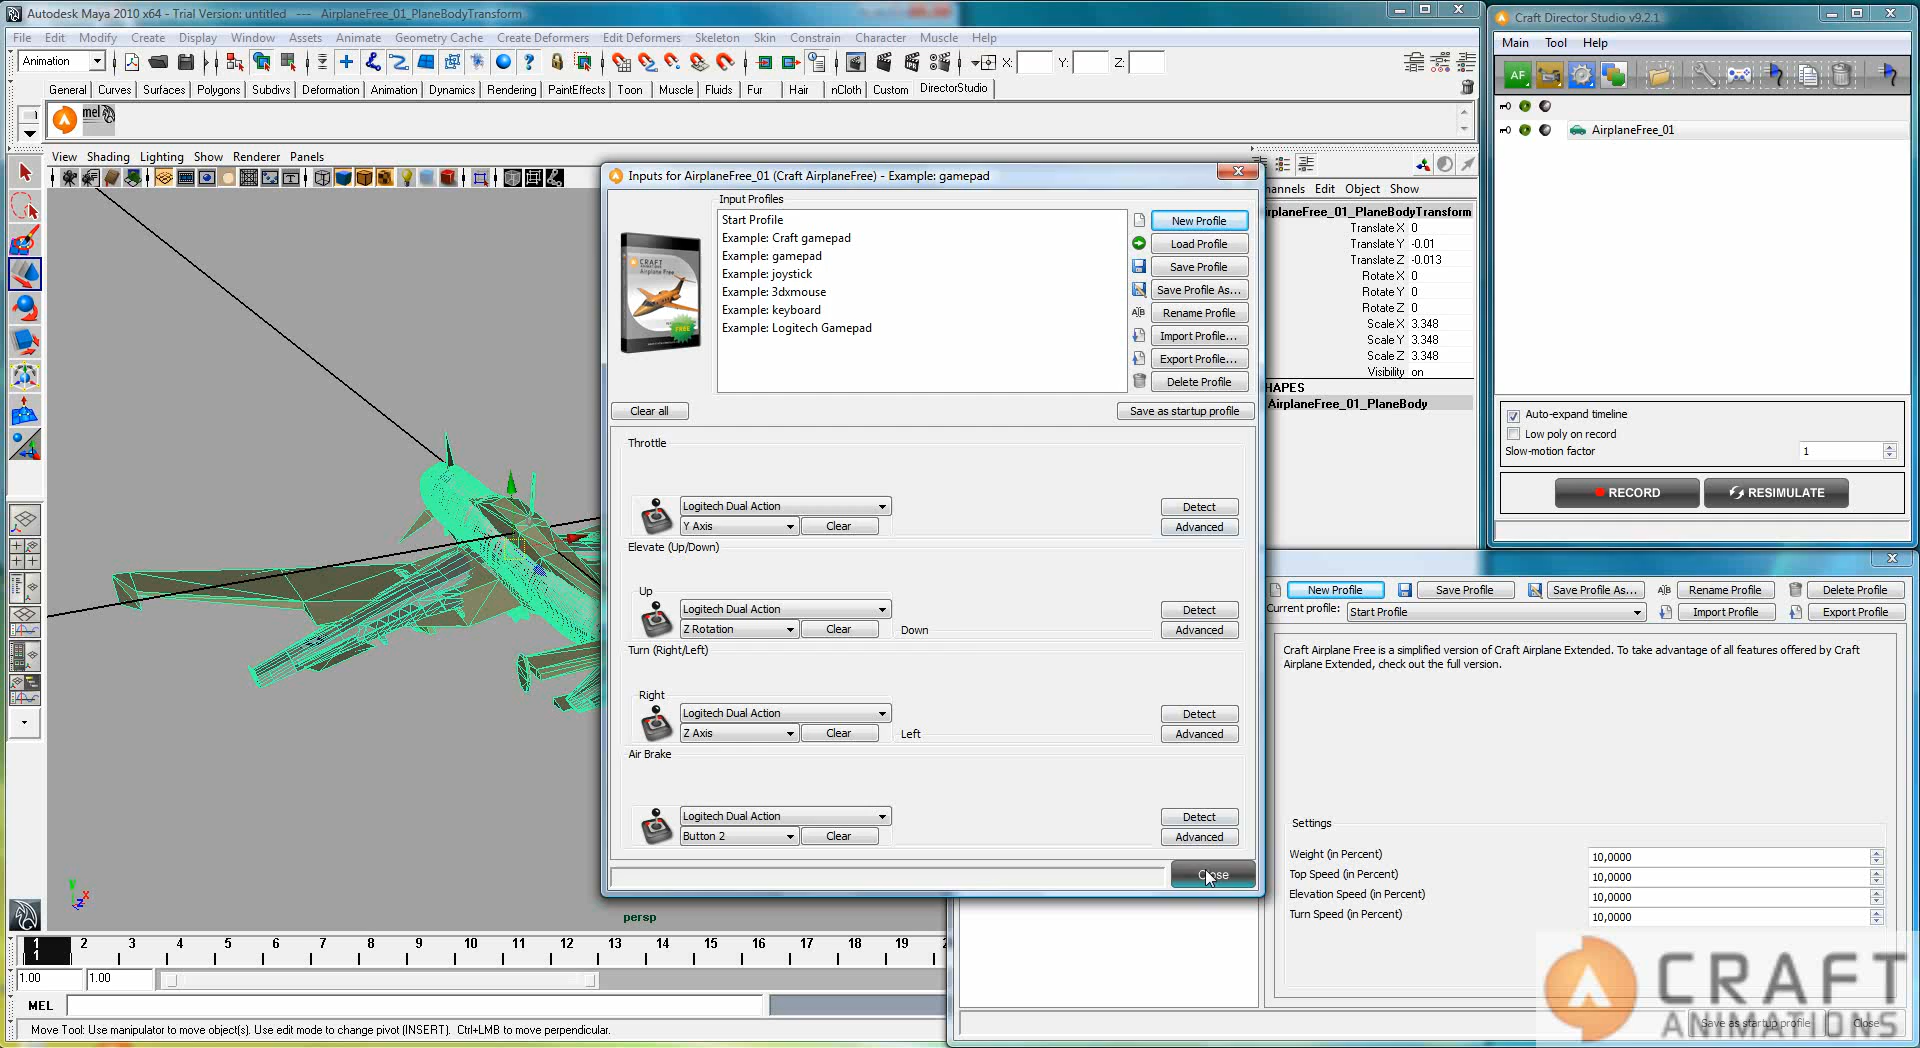 Autodesk Maya 2010 x64 - Trial Version: untitled --- AirplaneFree_01_PlaneBodyTransform
File Edit Modify Create Display Window Assets Animate Geometry Cache Create Deformers Edit Deformers Skeleton Skin Constrain Character Muscle Help
Animation X: Y: Z:
General Curves Surfaces Polygons Subdivs Deformation Animation Dynamics Rendering PaintEffects Toon Muscle Fluids Fur Hair nCloth Custom DirectorStudio
mel
View Shading Lighting Show Renderer Panels
Inputs for AirplaneFree_01 (Craft AirplaneFree) - Example: gamepad
Input Profiles
Start Profile
Example: Craft gamepad
Example: gamepad
Example: joystick
Example: 3dxmouse
Example: keyboard
Example: Logitech Gamepad
CRAFT
Airplane Free
FREE
New Profile
Load Profile
Save Profile
Save Profile As...
Rename Profile
Import Profile...
Export Profile...
Delete Profile
Clear all
Save as startup profile
Throttle
Logitech Dual Action Detect
Y Axis Clear Advanced
Elevate (Up/Down)
Up
Logitech Dual Action Detect
Z Rotation Clear Down Advanced
Turn (Right/Left)
Right
Logitech Dual Action Detect
Z Axis Clear Left Advanced
Air Brake
Logitech Dual Action Detect
Button 2 Clear Advanced
Close
hannels Edit Object Show
rplaneFree_01_PlaneBodyTransform
Translate X 0
Translate Y -0.01
Translate Z -0.013
Rotate X 0
Rotate Y 0
Rotate Z 0
Scale X 3.348
Scale Y 3.348
Scale Z 3.348
Visibility on
HAPES
AirplaneFree_01_PlaneBody
Craft Director Studio v9.2.1
Main Tool Help
AF
AirplaneFree_01
Auto-expand timeline
Low poly on record
Slow-motion factor 1
RECORD RESIMULATE
New Profile Save Profile Save Profile As... Rename Profile Delete Profile
Current profile: Start Profile Import Profile Export Profile
Craft Airplane Free is a simplified version of Craft Airplane Extended. To take advantage of all features offered by Craft
Airplane Extended, check out the full version.
Settings
Weight (in Percent) 10,0000
Top Speed (in Percent) 10,0000
Elevation Speed (in Percent) 10,0000
Turn Speed (in Percent) 10,0000
Save as startup profile Close
CRAFT
ANIMATIONS
persp
y x z
1 2 3 4 5 6 7 8 9 10 11 12 13 14 15 16 17 18 19 2
1
1.00 1.00
MEL
Move Tool: Use manipulator to move object(s). Use edit mode to change pivot (INSERT). Ctrl+LMB to move perpendicular.